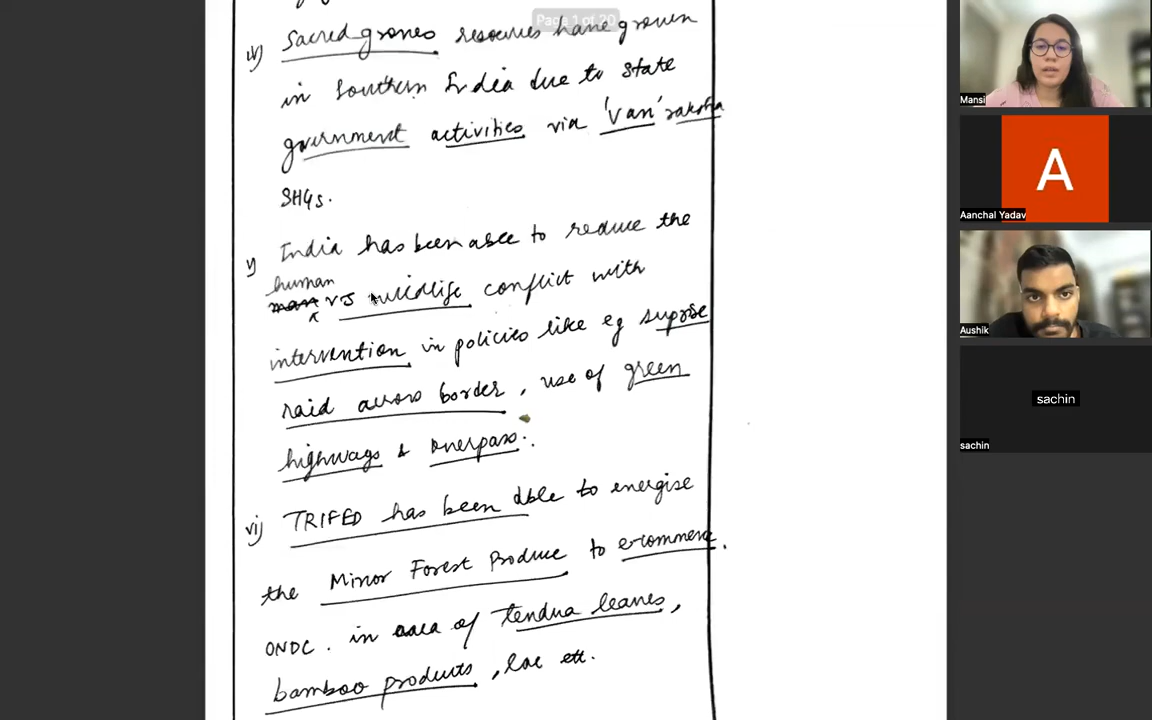 Page 1 of 20
iv) Sacred groves resources have grown
in Southern India due to state
government activities via 'Van' raksha
SHGs.
v) India has been able to reduce the
human
man vs wildlife conflict with
intervention in policies like eg
raid across border, use of green
highways & overpass.
vi) TRIFED has been able to energise
the Minor Forest Produce to e-commerce.
ONDC. in area of tendua leaves,
bamboo products, lac etc.
Mansi
A
Aanchal Yadav
Aushik
sachin
sachin